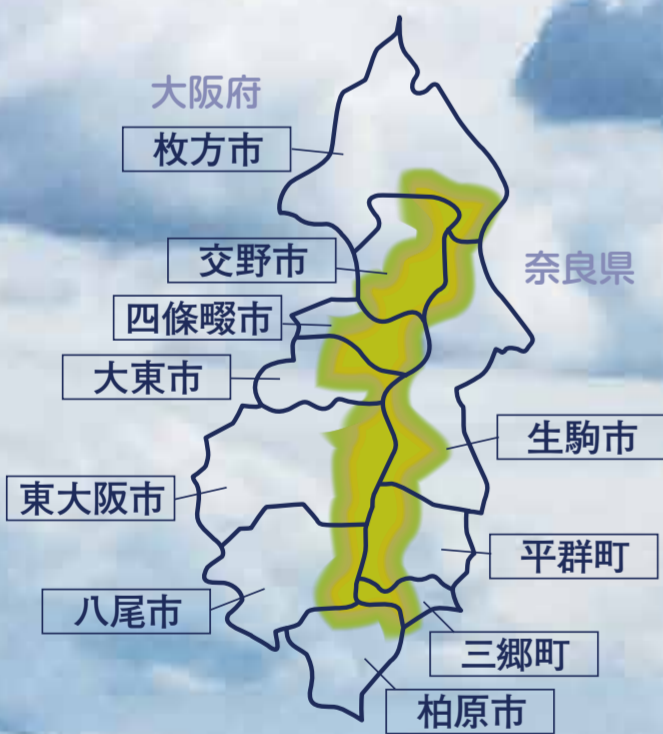 大阪府
枚方市
交野市
奈良県
四條畷市
大東市
生駒市
東大阪市
平群町
八尾市
三郷町
柏原市